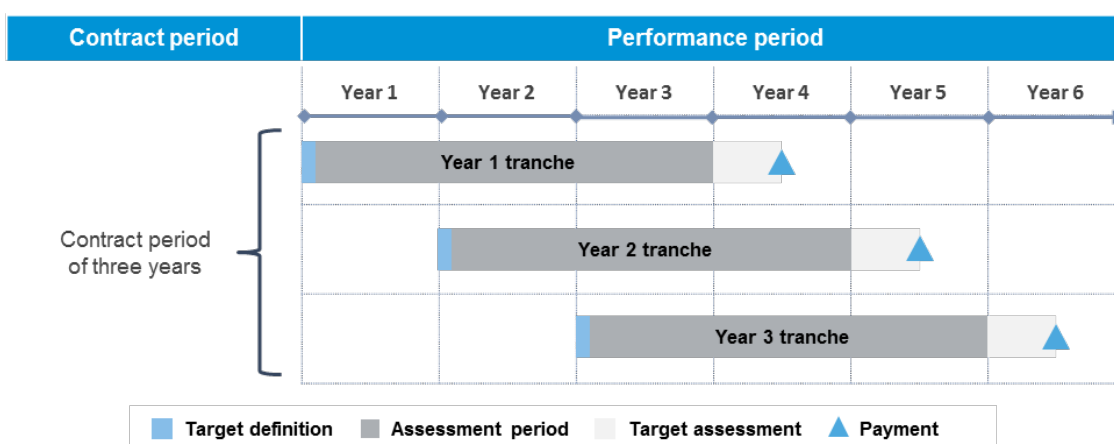 Contract period
Performance period
Year 1
Year 2
Year 3
Year 4
Year 5
Year 6
Year 1 tranche
Contract period
of three years
Year 2 tranche
Year 3 tranche
Target definition
Assessment period
Target assessment
Payment